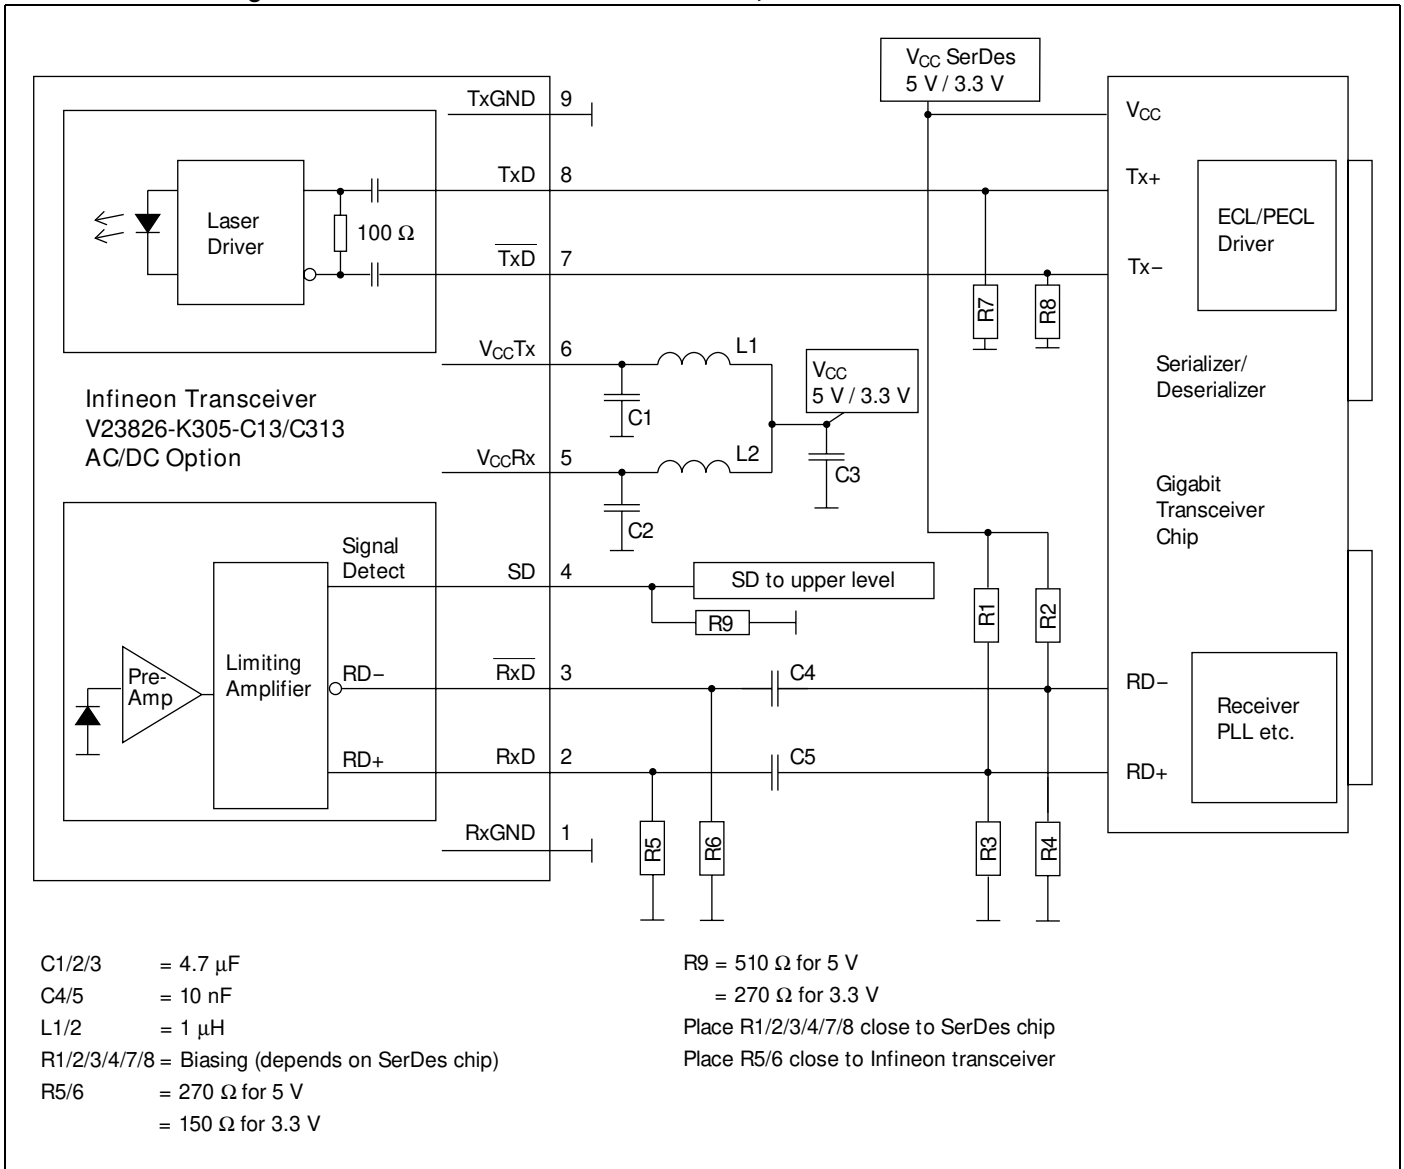 V_CC SerDes
5 V / 3.3 V
TxGND 9
V_CC
TxD 8
Tx+
Laser
Driver
100 Ω
ECL/PECL
Driver
TxD 7
Tx−
R7
R8
V_CCTx 6
L1
V_CC
5 V / 3.3 V
Serializer/
Deserializer
Infineon Transceiver
V23826-K305-C13/C313
AC/DC Option
C1
V_CCRx 5
L2
C3
C2
Gigabit
Transceiver
Chip
Signal
Detect
SD 4
SD to upper level
R9
R1
R2
Pre-
Amp
Limiting
Amplifier
RD−
RxD 3
C4
RD−
Receiver
PLL etc.
RD+
RxD 2
C5
RD+
RxGND 1
R5
R6
R3
R4
C1/2/3 = 4.7 μF
C4/5 = 10 nF
L1/2 = 1 μH
R1/2/3/4/7/8 = Biasing (depends on SerDes chip)
R5/6 = 270 Ω for 5 V
= 150 Ω for 3.3 V
R9 = 510 Ω for 5 V
= 270 Ω for 3.3 V
Place R1/2/3/4/7/8 close to SerDes chip
Place R5/6 close to Infineon transceiver